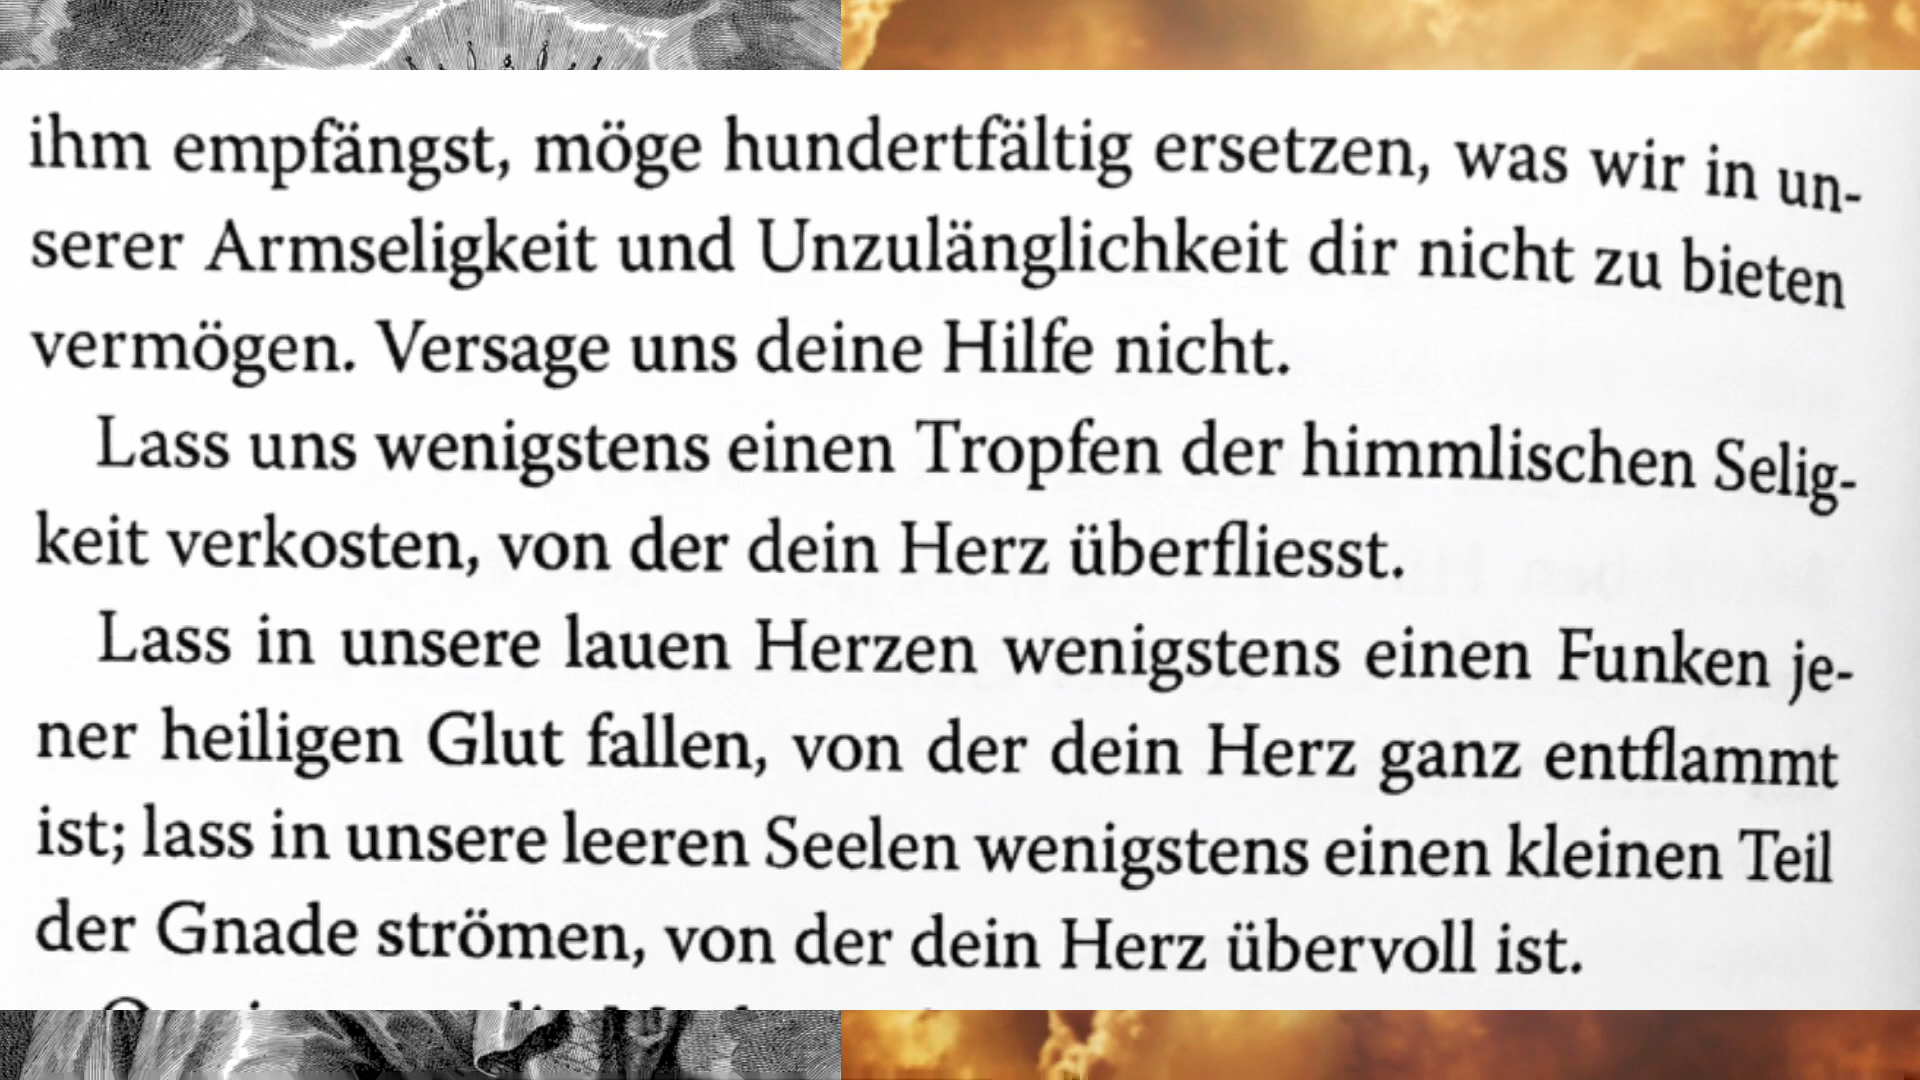 ihm empfängst, möge hundertfältig ersetzen, was wir in un-
serer Armseligkeit und Unzulänglichkeit dir nicht zu bieten
vermögen. Versage uns deine Hilfe nicht.
Lass uns wenigstens einen Tropfen der himmlischen Selig-
keit verkosten, von der dein Herz überfliesst.
Lass in unsere lauen Herzen wenigstens einen Funken je-
ner heiligen Glut fallen, von der dein Herz ganz entflammt
ist; lass in unsere leeren Seelen wenigstens einen kleinen Teil
der Gnade strömen, von der dein Herz übervoll ist.